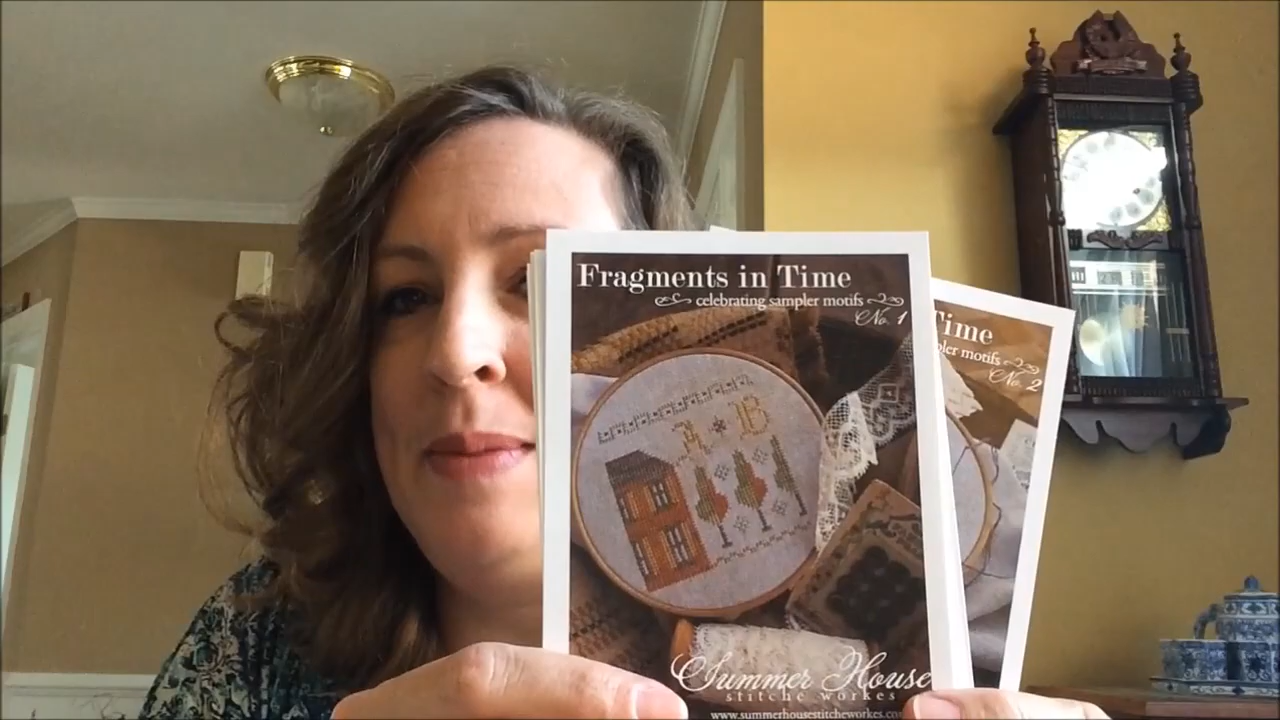 Fragments in Time
celebrating sampler motifs
No. 1
A B
Summer House
stitche workes
www.summerhousestitcheworkes.co
Time
pler motifs
No. 2